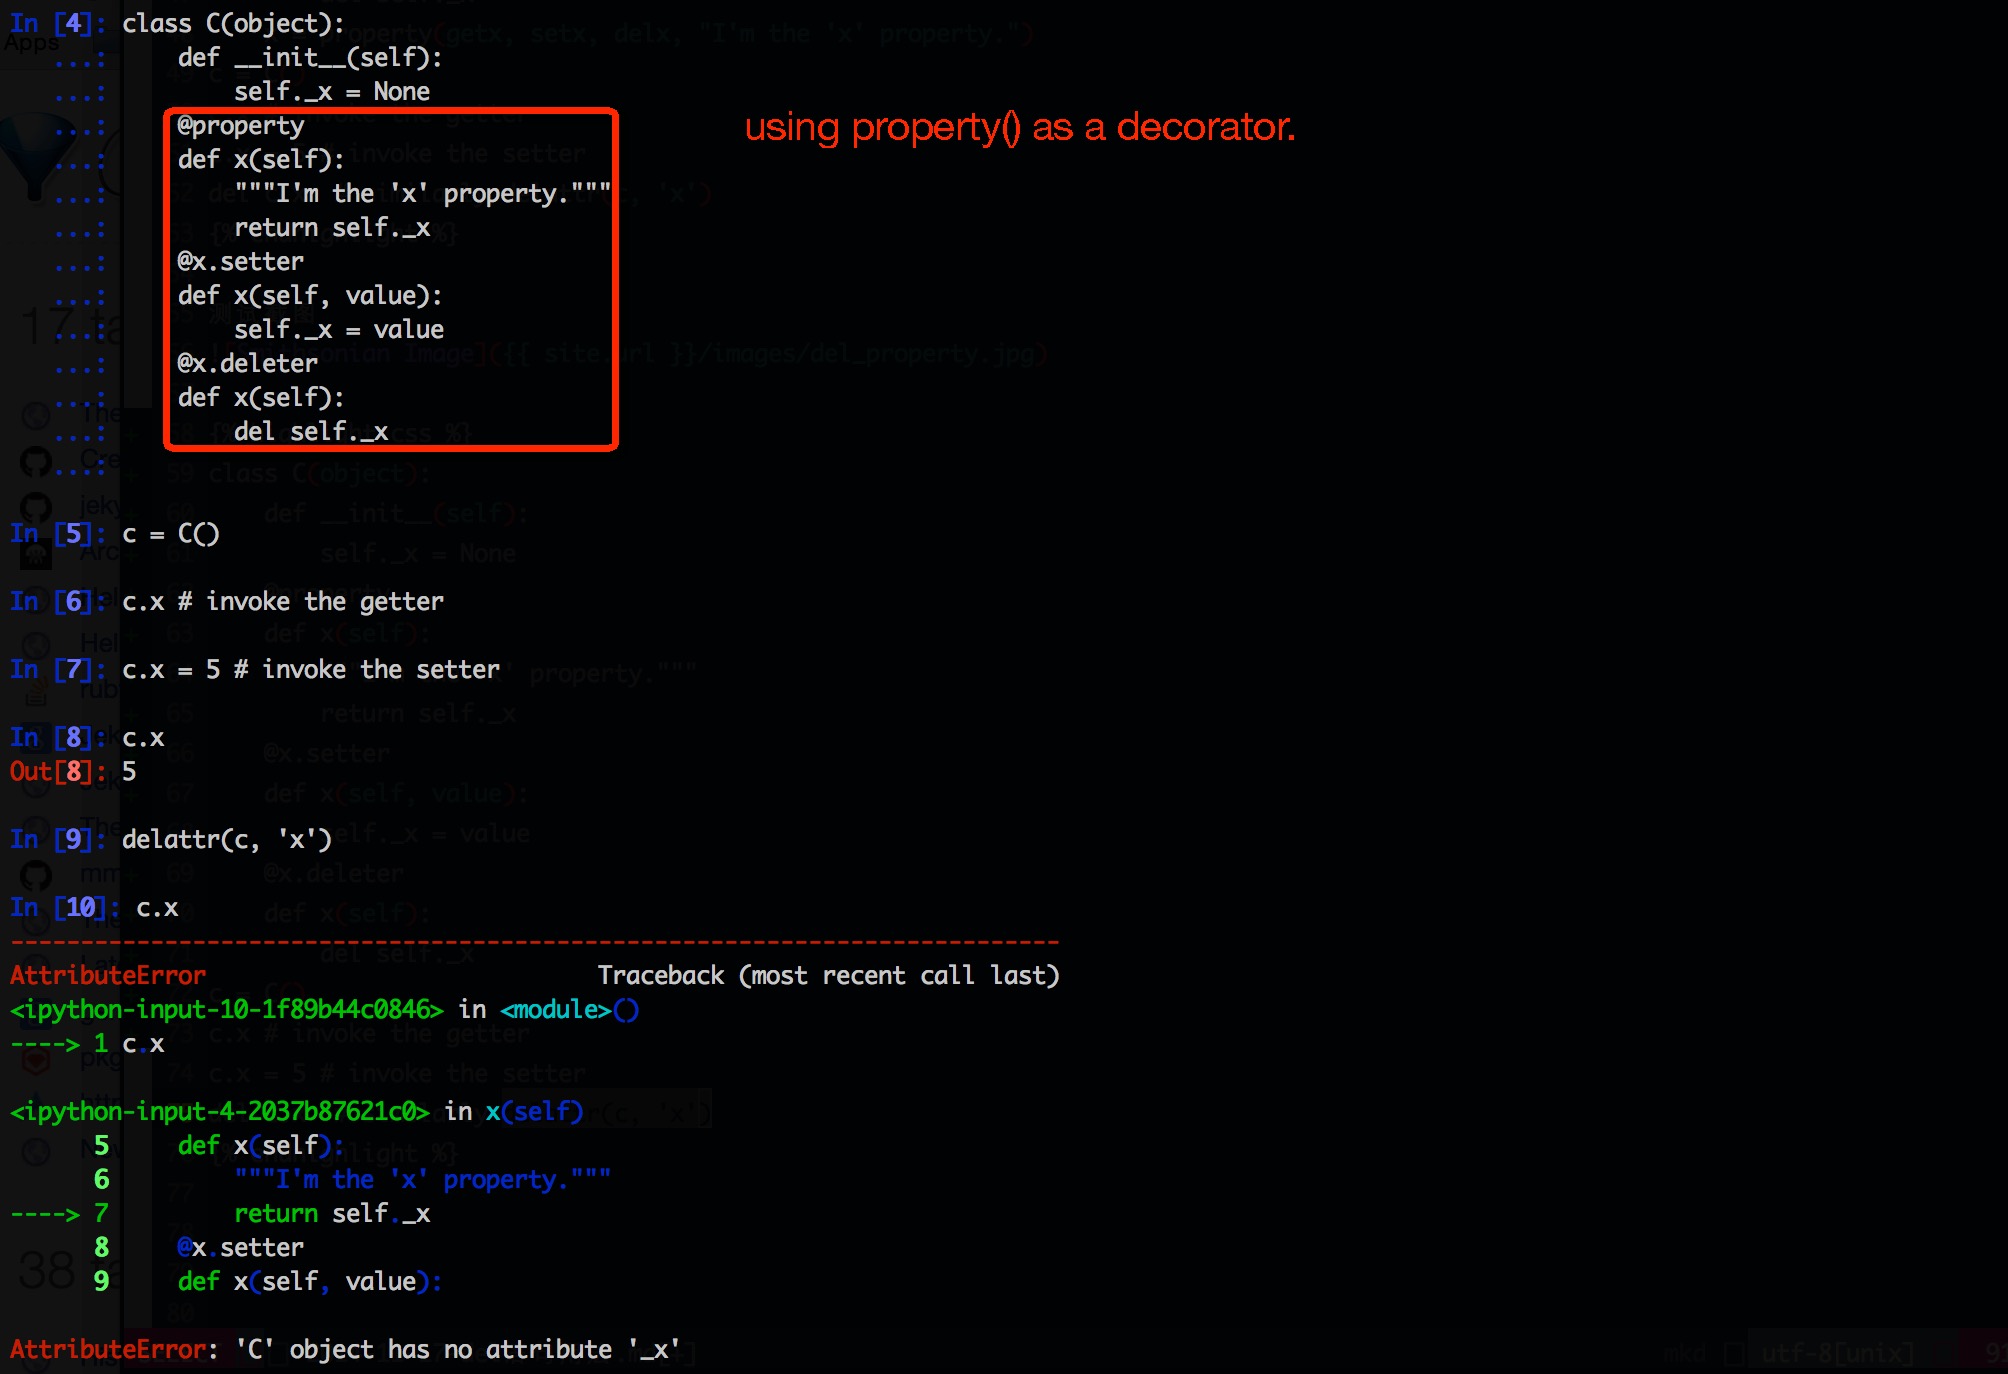 In [4]: class C(object):
   ...:     def __init__(self):
   ...:         self._x = None
   ...:     @property
using property() as a decorator.
   ...:     def x(self):
   ...:         """I'm the 'x' property."""
   ...:         return self._x
   ...:     @x.setter
   ...:     def x(self, value):
   ...:         self._x = value
   ...:     @x.deleter
   ...:     def x(self):
   ...:         del self._x
   ...:
In [5]: c = C()
In [6]: c.x # invoke the getter
In [7]: c.x = 5 # invoke the setter
In [8]: c.x
Out[8]: 5
In [9]: delattr(c, 'x')
In [10]: c.x
---------------------------------------------------------------------------
AttributeError                            Traceback (most recent call last)
<ipython-input-10-1f89b44c0846> in <module>()
----> 1 c.x
<ipython-input-4-2037b87621c0> in x(self)
      5     def x(self):
      6         """I'm the 'x' property."""
----> 7         return self._x
      8     @x.setter
      9     def x(self, value):
AttributeError: 'C' object has no attribute '_x'